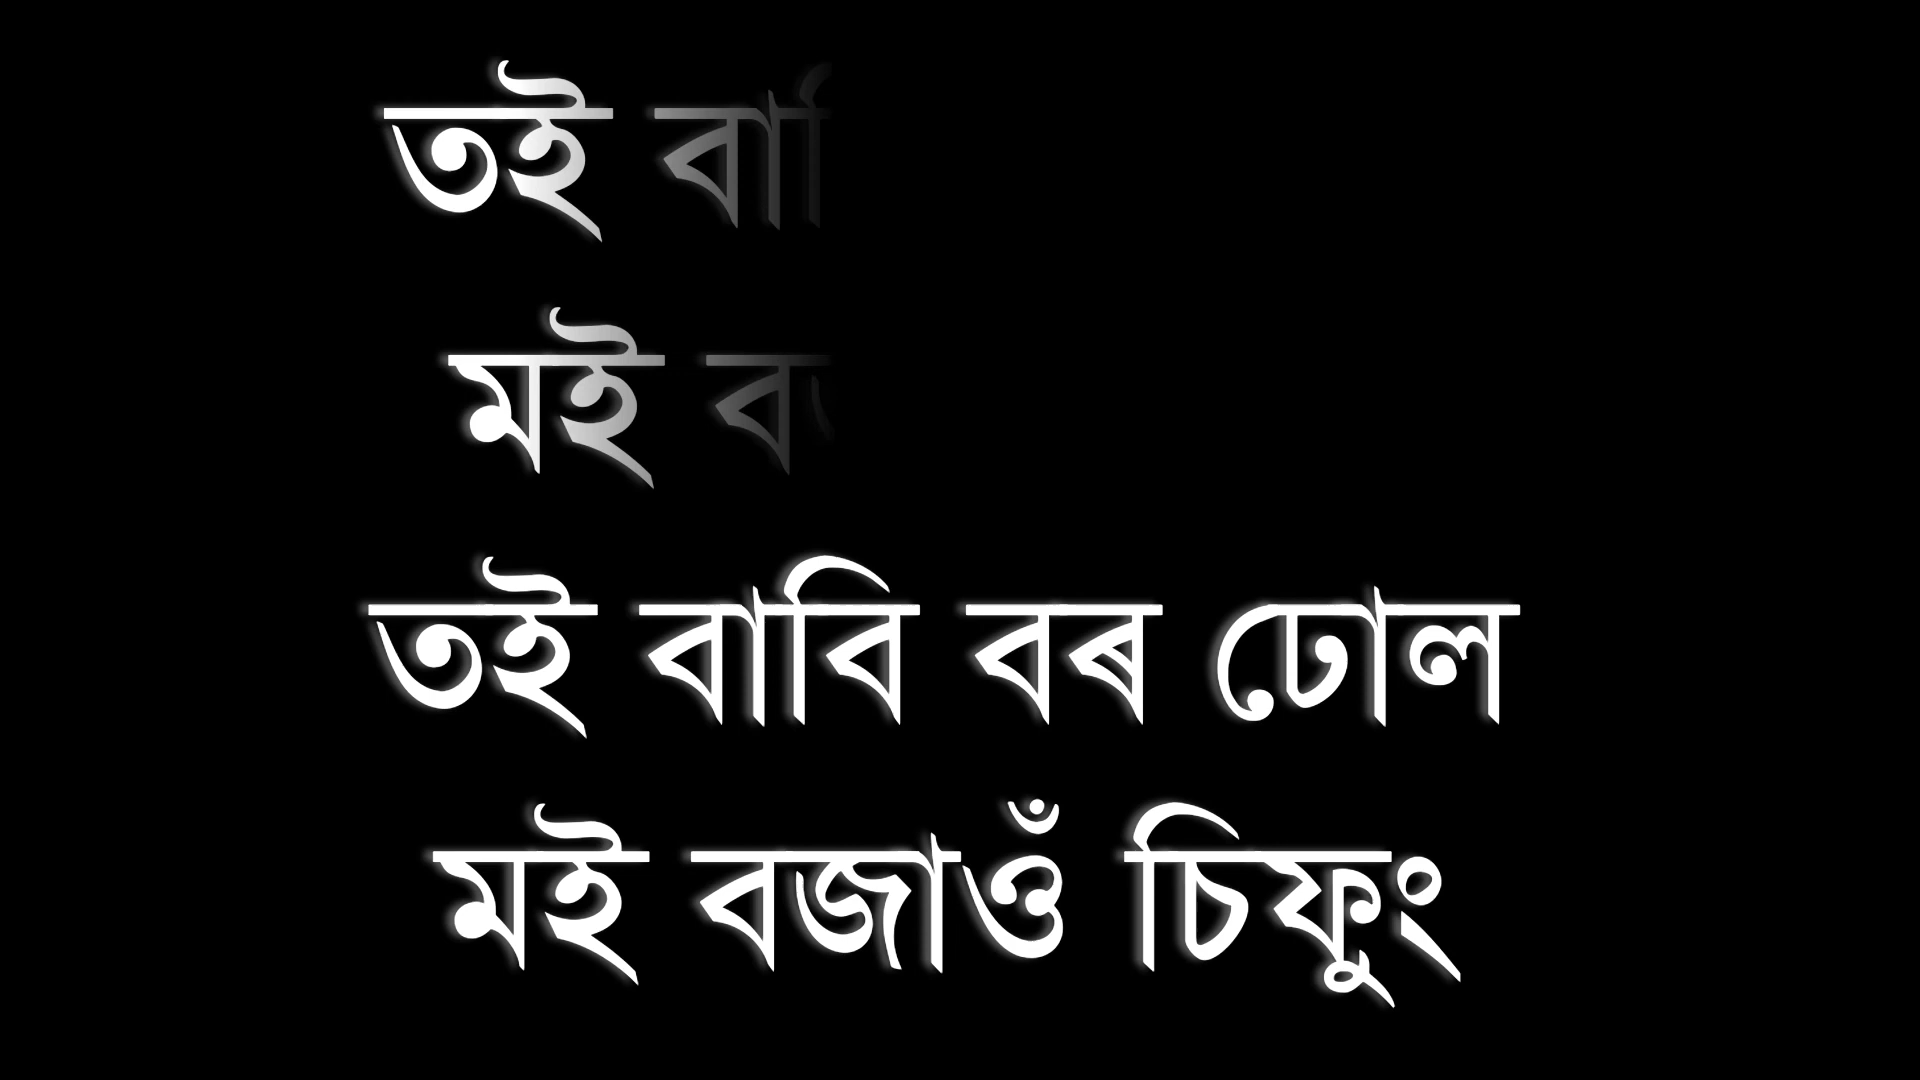 তই
মই
তই বাবি বৰ ঢোল
মই বজাওঁ চিফুং